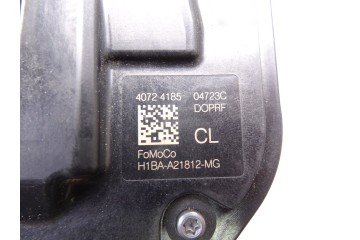 4072 4185 04723C
DOPRF
CL
FoMoCo
H1BA-A21812-MG